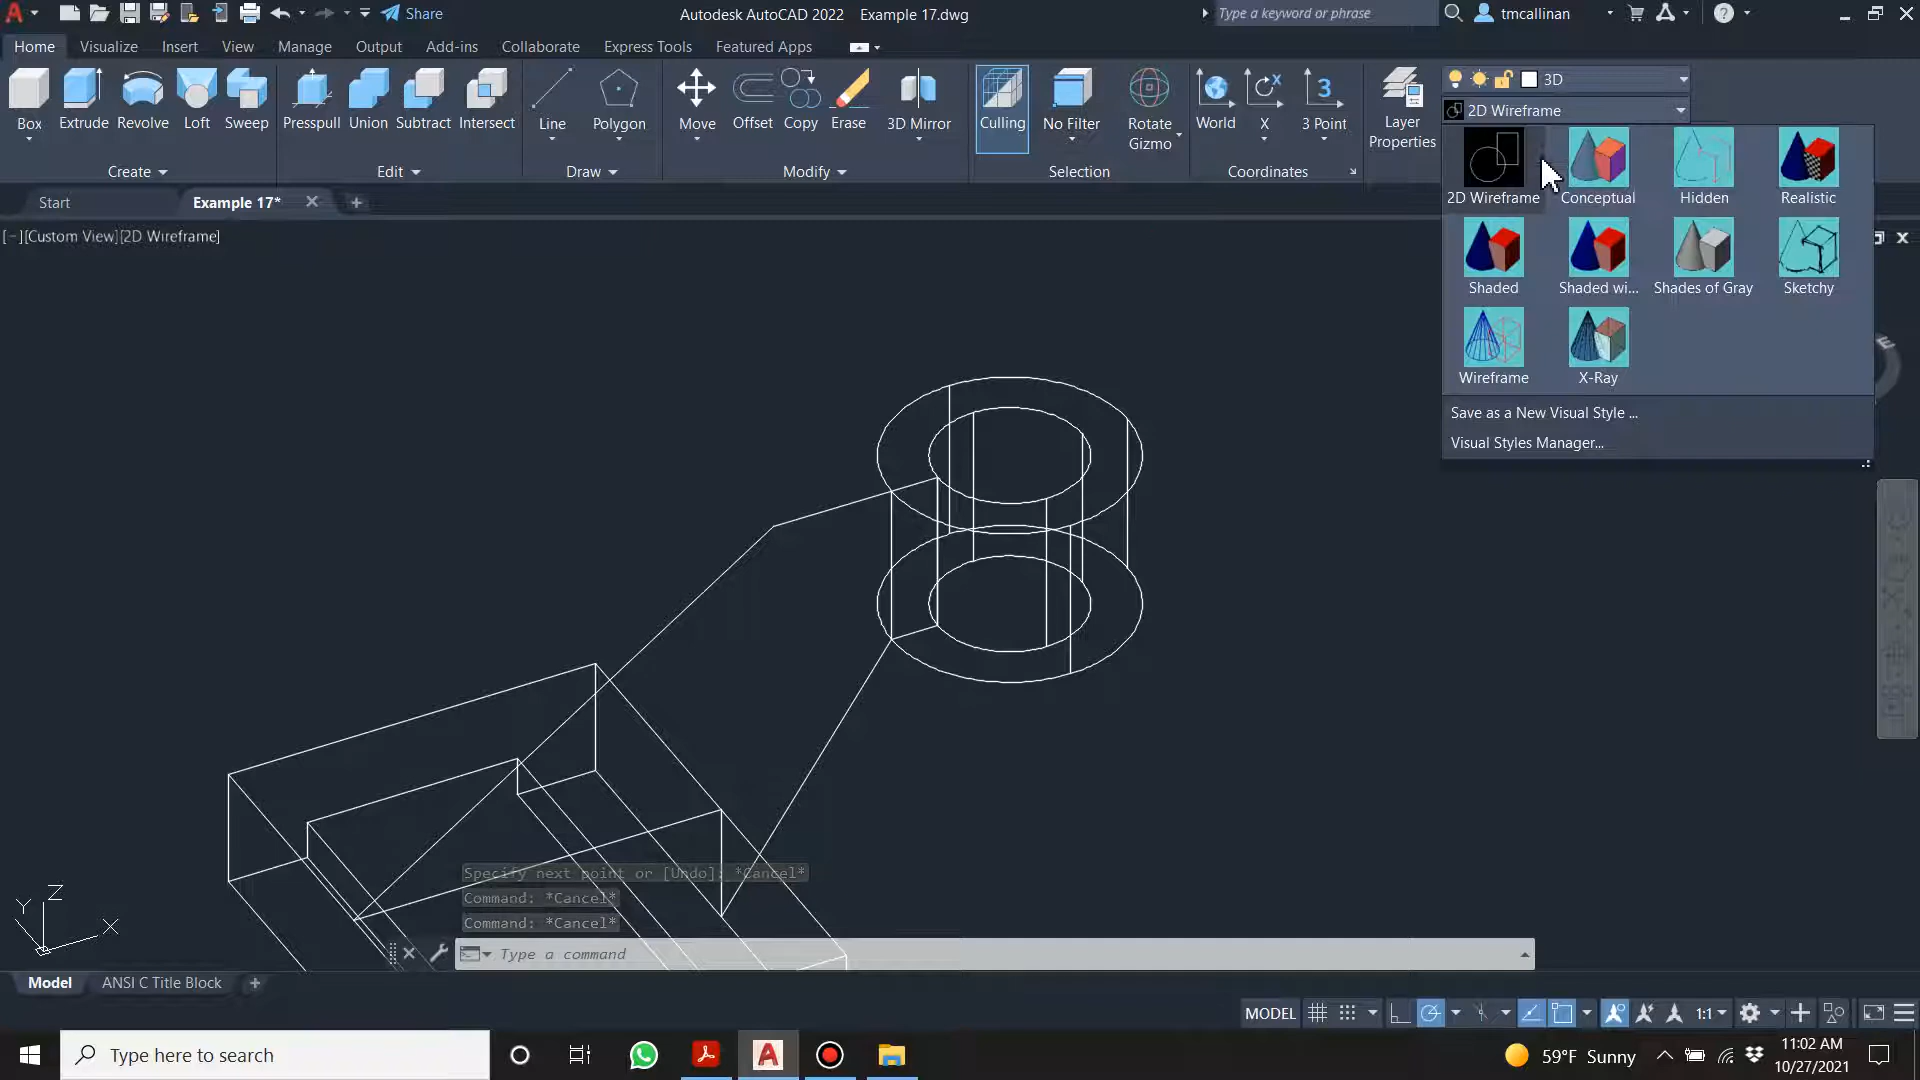 Share
Autodesk AutoCAD 2022 Example 17.dwg
Type a keyword or phrase
tmcallinan
Home Visualize Insert View Manage Output Add-ins Collaborate Express Tools Featured Apps
3D
2D Wireframe
Box Extrude Revolve Loft Sweep Presspull Union Subtract Intersect Line Polygon Move Offset Copy Erase 3D Mirror Culling No Filter Rotate Gizmo World X 3 Point Layer Properties
Create Edit Draw Modify Selection Coordinates
2D Wireframe Conceptual Hidden Realistic
Shaded Shaded wi... Shades of Gray Sketchy
Wireframe X-Ray
Save as a New Visual Style ...
Visual Styles Manager...
Start Example 17*
[−][Custom View][2D Wireframe]
E
Specify next point or [Undo]: *Cancel*
Command: *Cancel*
Command: *Cancel*
Type a command
Y Z X
Model ANSI C Title Block
MODEL 1:1
Type here to search
59°F Sunny
11:02 AM
10/27/2021